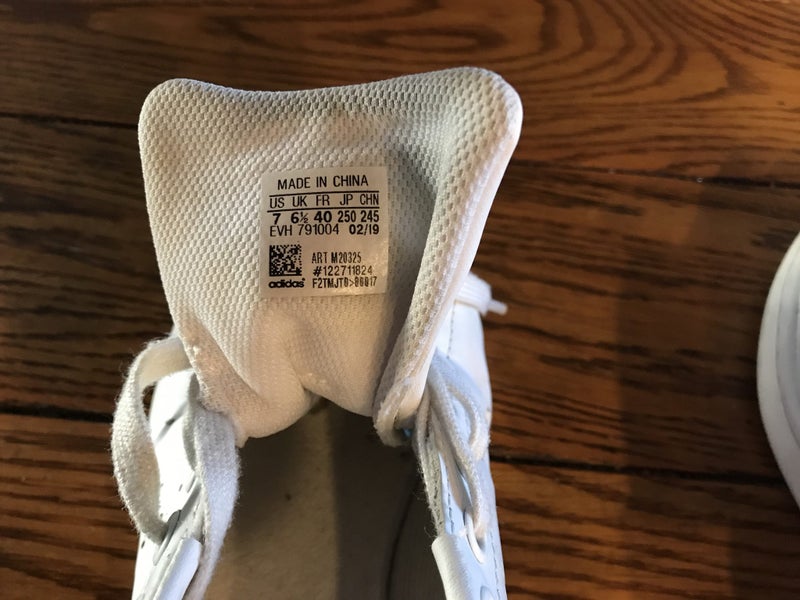 MADE IN CHINA
US UK FR JP CHN
7 6½ 40 250 245
EVH 791004 02/19
ART M20325
#122711824
adidas